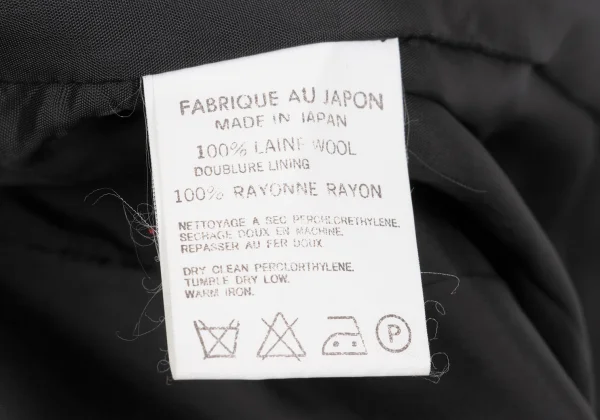 FABRIQUE AU JAPON
MADE IN JAPAN
100% LAINE WOOL
DOUBLURE LINING
100% RAYONNE RAYON
NETTOYAGE A SEC PERCHLORETHYLENE.
SECHAGE DOUX EN MACHINE.
REPASSER AU FER DOUX
DRY CLEAN PERCLORTHYLENE.
TUMBLE DRY LOW.
WARM IRON.
P